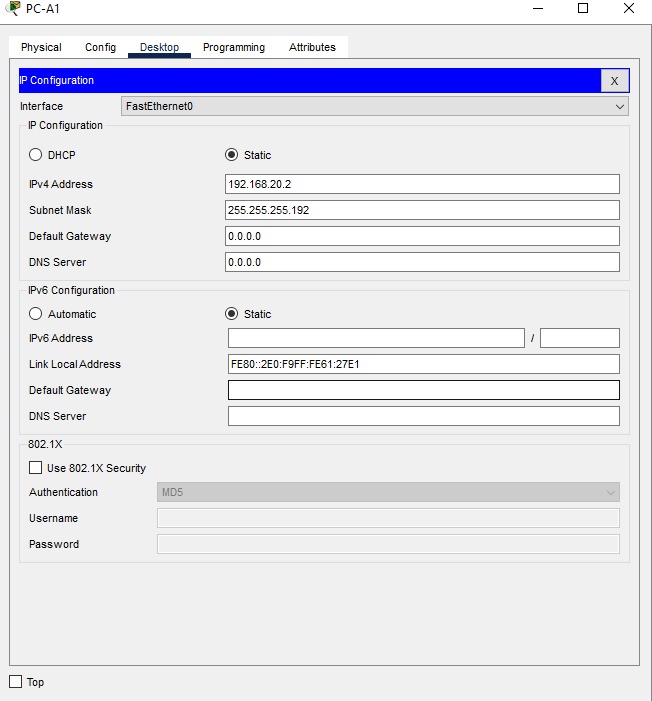 PC-A1
Physical Config Desktop Programming Attributes
IP Configuration X
Interface FastEthernet0
IP Configuration
DHCP Static
IPv4 Address 192.168.20.2
Subnet Mask 255.255.255.192
Default Gateway 0.0.0.0
DNS Server 0.0.0.0
IPv6 Configuration
Automatic Static
IPv6 Address /
Link Local Address FE80::2E0:F9FF:FE61:27E1
Default Gateway
DNS Server
802.1X
Use 802.1X Security
Authentication MD5
Username
Password
Top